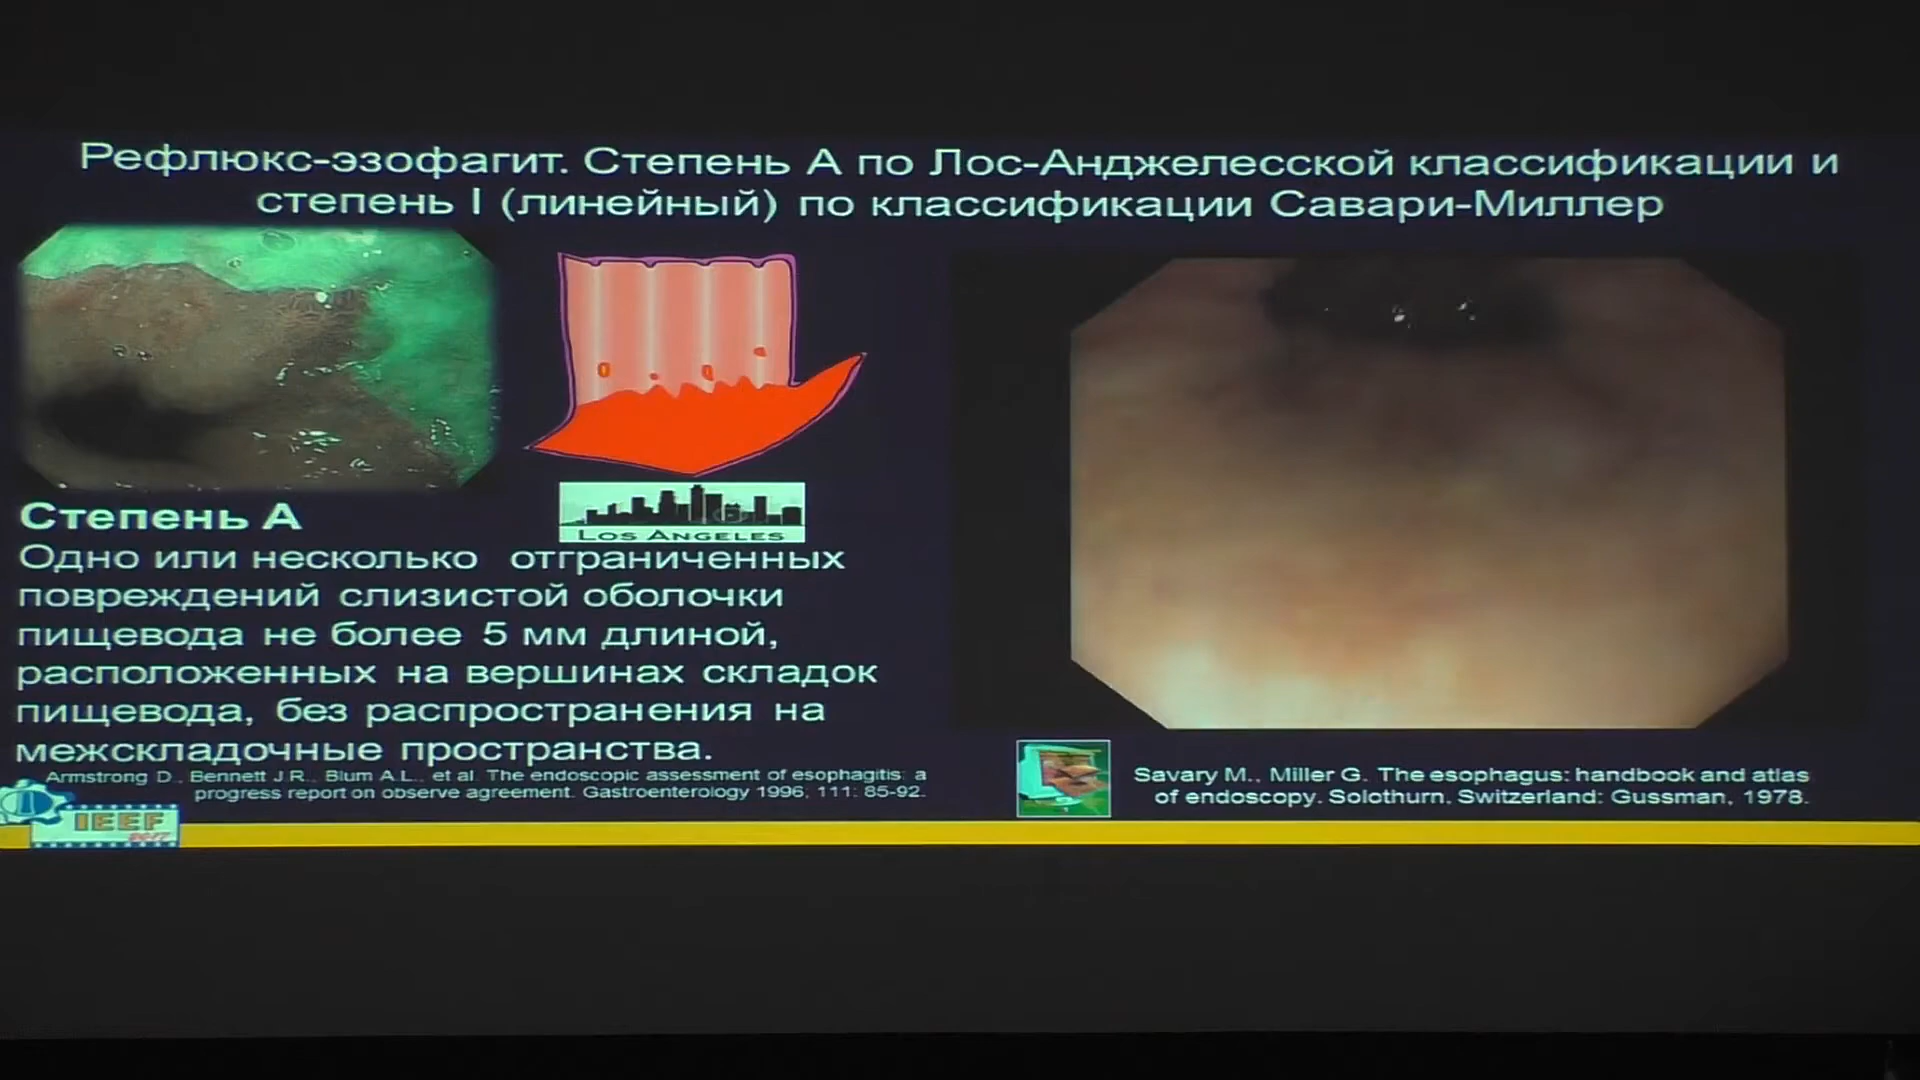 Рефлюкс-эзофагит. Степень А по Лос-Анджелесской классификации и
степень I (линейный) по классификации Савари-Миллер
LOS ANGELES
Степень А
Одно или несколько отграниченных
повреждений слизистой оболочки
пищевода не более 5 мм длиной,
расположенных на вершинах складок
пищевода, без распространения на
межскладочные пространства.
Armstrong D., Bennett J.R., Blum A.L., et al. The endoscopic assessment of esophagitis: a
progress report on observe agreement. Gastroenterology 1996, 111: 85-92.
Savary M., Miller G. The esophagus: handbook and atlas
of endoscopy. Solothurn. Switzerland: Gussman, 1978.
IEEF
2017